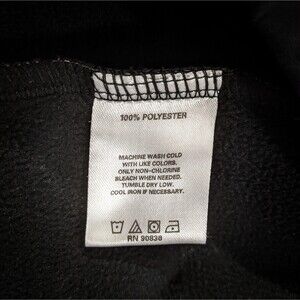 100% POLYESTER
MACHINE WASH COLD
WITH LIKE COLORS.
ONLY NON-CHLORINE
BLEACH WHEN NEEDED.
TUMBLE DRY LOW.
COOL IRON IF NECESSARY.
RN 90838